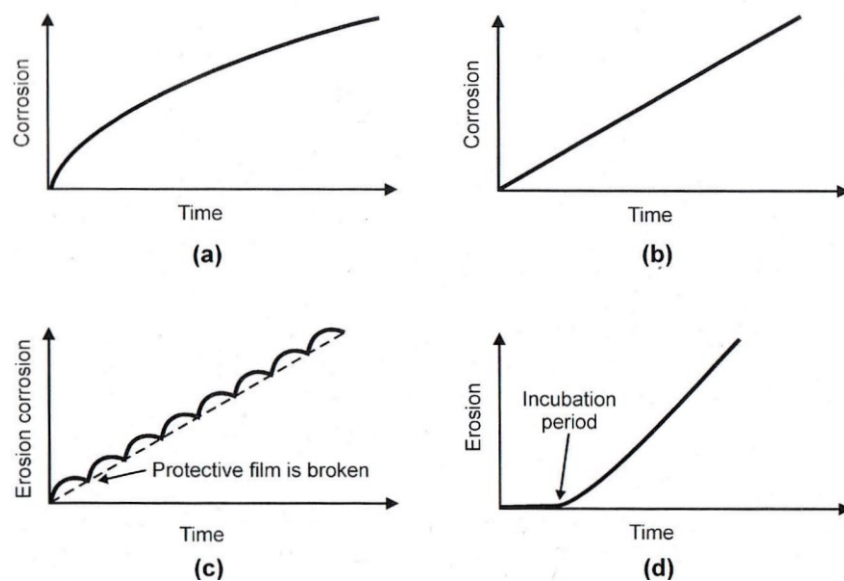 Corrosion
Time
(a)
Corrosion
Time
(b)
Erosion corrosion
Protective film is broken
Time
(c)
Erosion
Incubation
period
Time
(d)